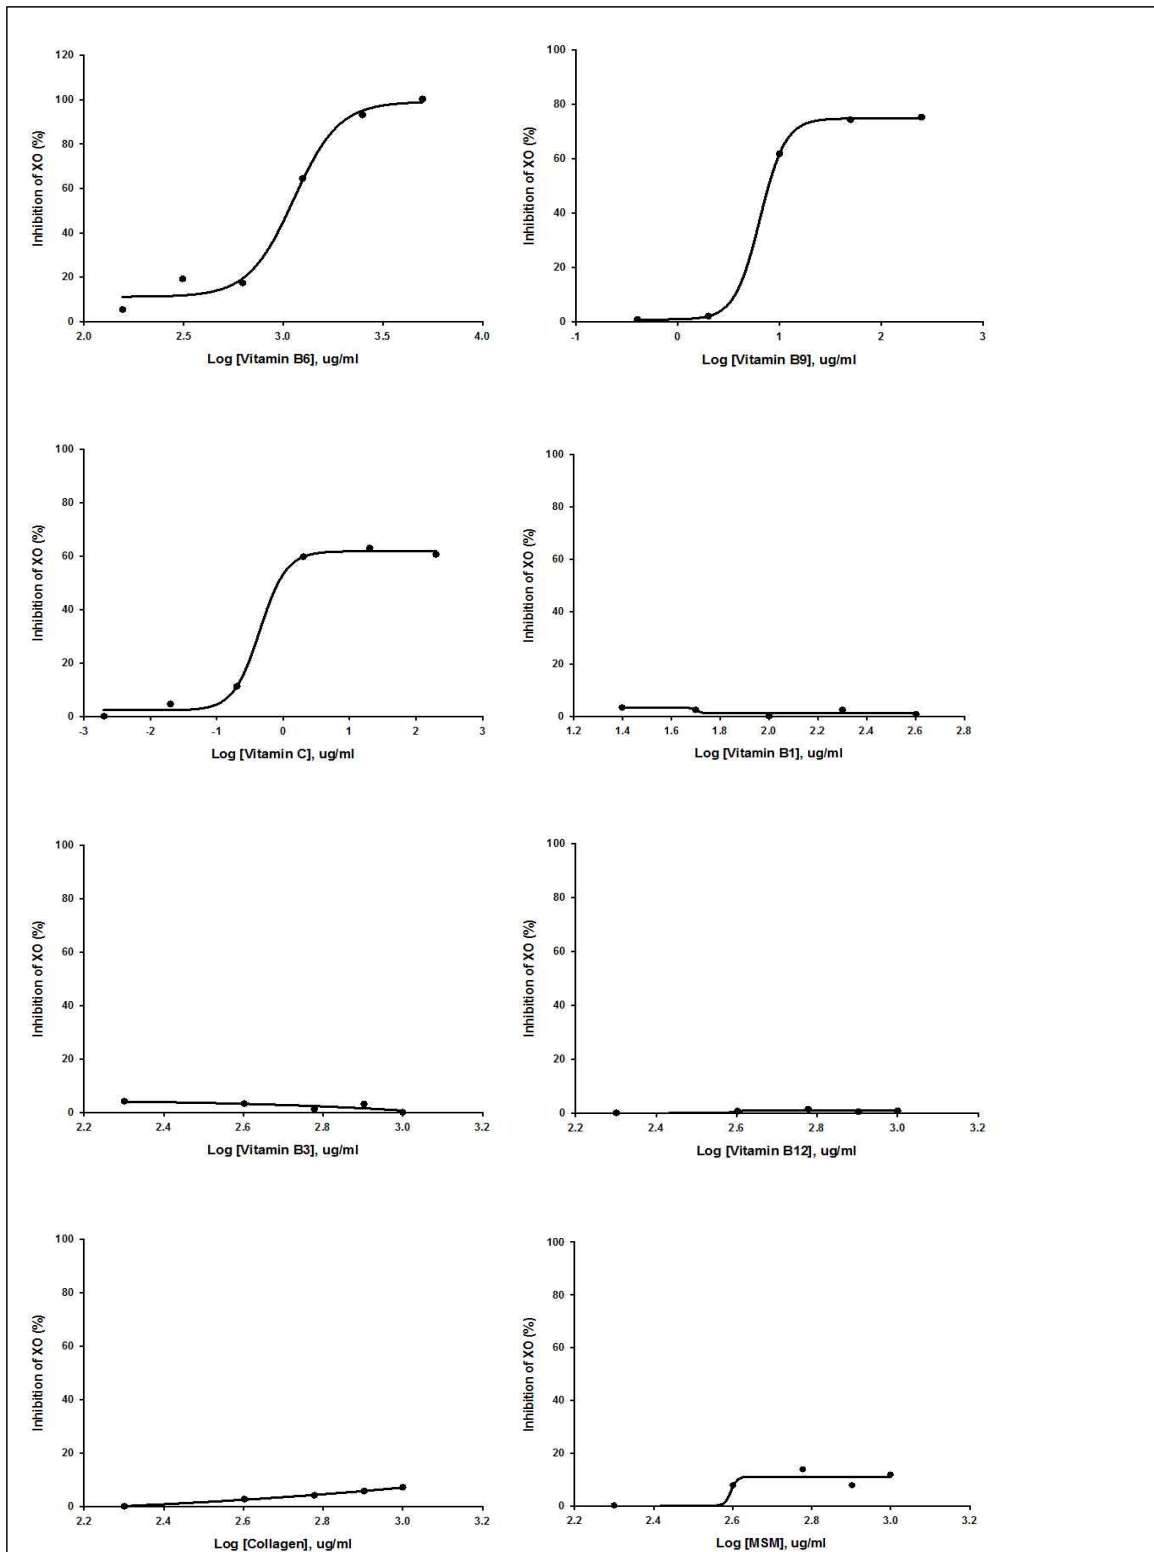 120
100
80
60
40
20
0
Inhibition of XO (%)
2.0 2.5 3.0 3.5 4.0
Log [Vitamin B6], ug/ml
100
80
60
40
20
0
Inhibition of XO (%)
-1 0 1 2 3
Log [Vitamin B9], ug/ml
100
80
60
40
20
0
Inhibition of XO (%)
-3 -2 -1 0 1 2 3
Log [Vitamin C], ug/ml
100
80
60
40
20
0
Inhibition of XO (%)
1.2 1.4 1.6 1.8 2.0 2.2 2.4 2.6 2.8
Log [Vitamin B1], ug/ml
100
80
60
40
20
0
Inhibition of XO (%)
2.2 2.4 2.6 2.8 3.0 3.2
Log [Vitamin B3], ug/ml
100
80
60
40
20
0
Inhibition of XO (%)
2.2 2.4 2.6 2.8 3.0 3.2
Log [Vitamin B12], ug/ml
100
80
60
40
20
0
Inhibition of XO (%)
2.2 2.4 2.6 2.8 3.0 3.2
Log [Collagen], ug/ml
100
80
60
40
20
0
Inhibition of XO (%)
2.2 2.4 2.6 2.8 3.0 3.2
Log [MSM], ug/ml